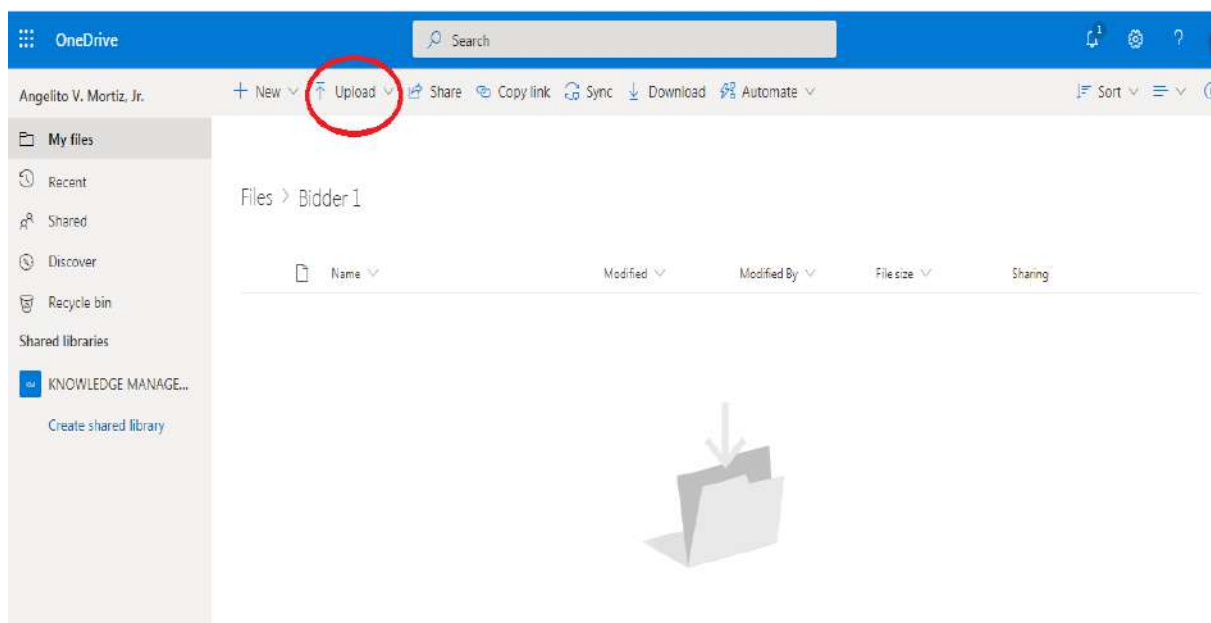 OneDrive
Search
1
?
Angelito V. Mortiz, Jr.
New
Upload
Share
Copy link
Sync
Download
Automate
Sort
My files
Recent
Shared
Discover
Recycle bin
Shared libraries
KNOWLEDGE MANAGE...
Create shared library
Files > Bidder 1
Name
Modified
Modified By
File size
Sharing